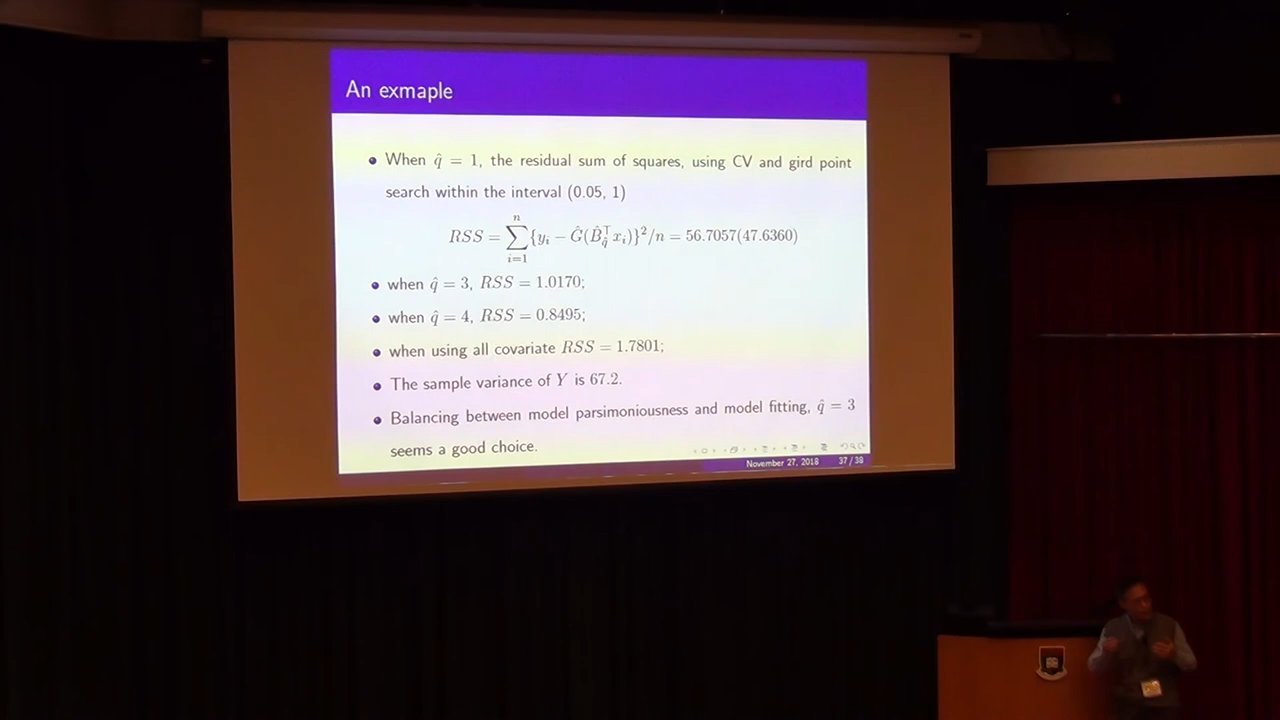 An exmaple
When q̂ = 1, the residual sum of squares, using CV and gird point
search within the interval (0.05, 1)
RSS = ∑_{i=1}^{n} {y_i − Ĝ(B̂_{q̂}^⊤ x_i)}²/n = 56.7057(47.6360)
when q̂ = 3, RSS = 1.0170;
when q̂ = 4, RSS = 0.8495;
when using all covariate RSS = 1.7801;
The sample variance of Y is 67.2.
Balancing between model parsimoniousness and model fitting, q̂ = 3
seems a good choice.
November 27, 2018 37 / 38